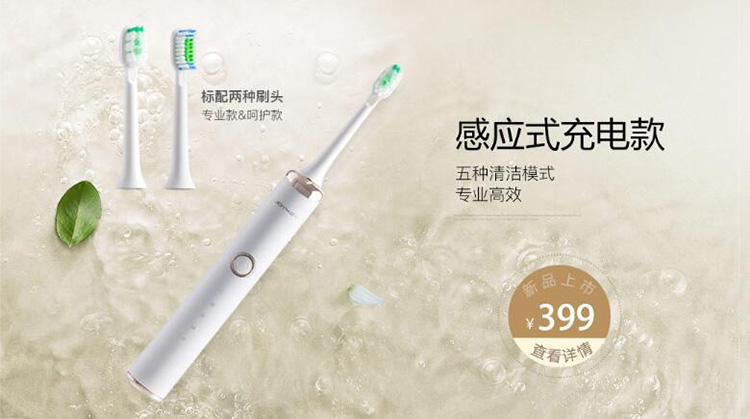 标配两种刷头
专业款&呵护款
感应式充电款
五种清洁模式
专业高效
新品上市
¥399
查看详情